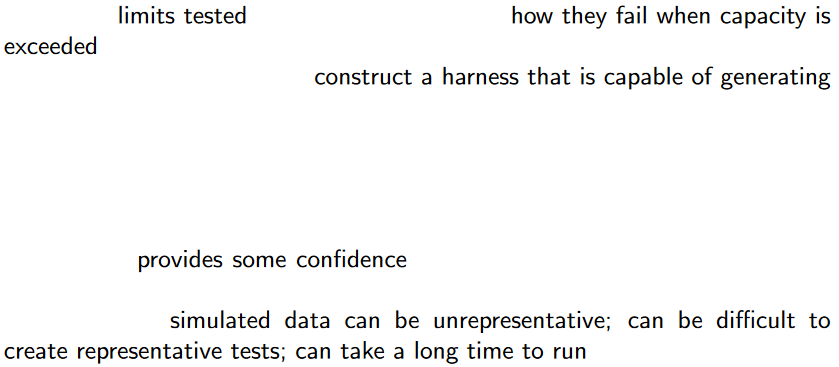 limits tested how they fail when capacity is
exceeded
construct a harness that is capable of generating
provides some confidence
simulated data can be unrepresentative; can be difficult to
create representative tests; can take a long time to run